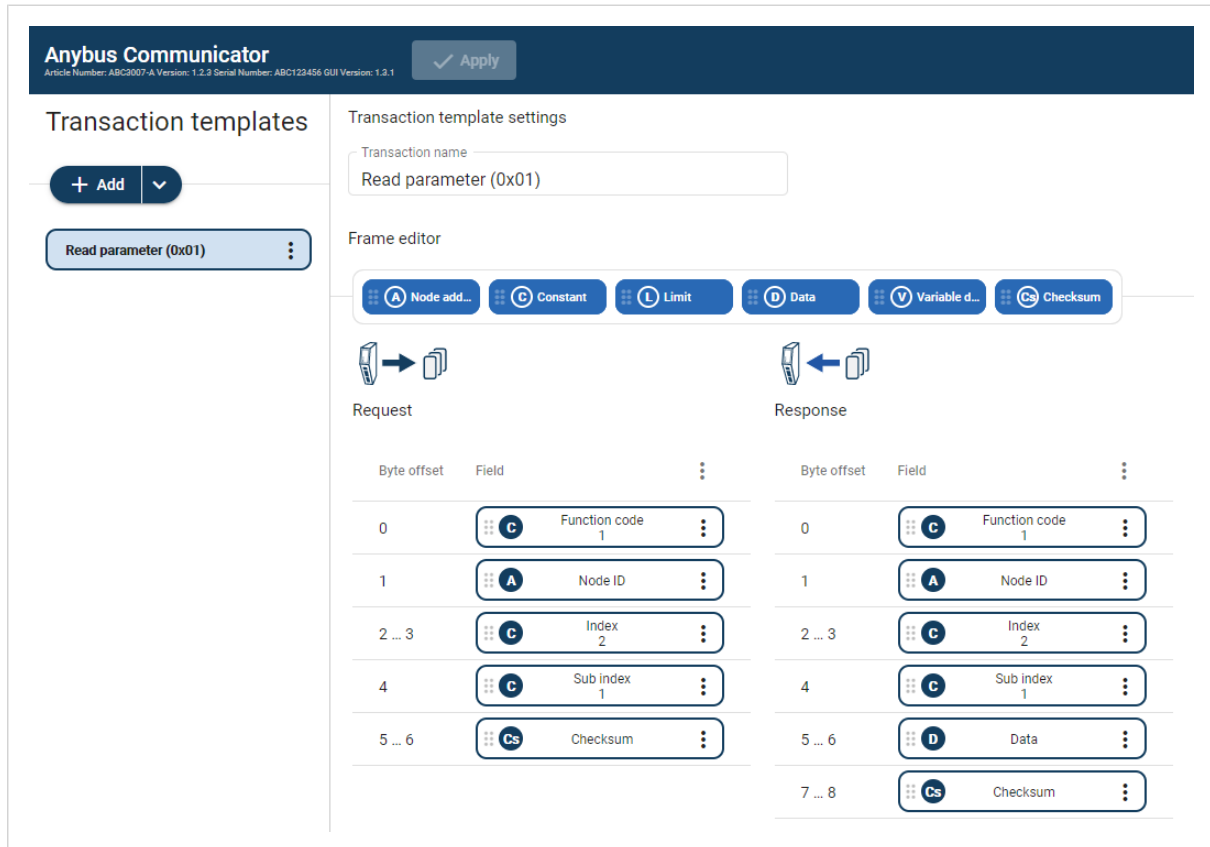 Anybus Communicator
Article Number: ABC3007-A Version: 1.2.3 Serial Number: ABC123456 GUI Version: 1.3.1
Apply
Transaction templates
Add
Read parameter (0x01)
Transaction template settings
Transaction name
Read parameter (0x01)
Frame editor
A Node add...
C Constant
L Limit
D Data
V Variable d...
Cs Checksum
Request
Byte offset Field
0 C Function code
1
1 A Node ID
2 ... 3 C Index
2
4 C Sub index
1
5 ... 6 Cs Checksum
Response
Byte offset Field
0 C Function code
1
1 A Node ID
2 ... 3 C Index
2
4 C Sub index
1
5 ... 6 D Data
7 ... 8 Cs Checksum